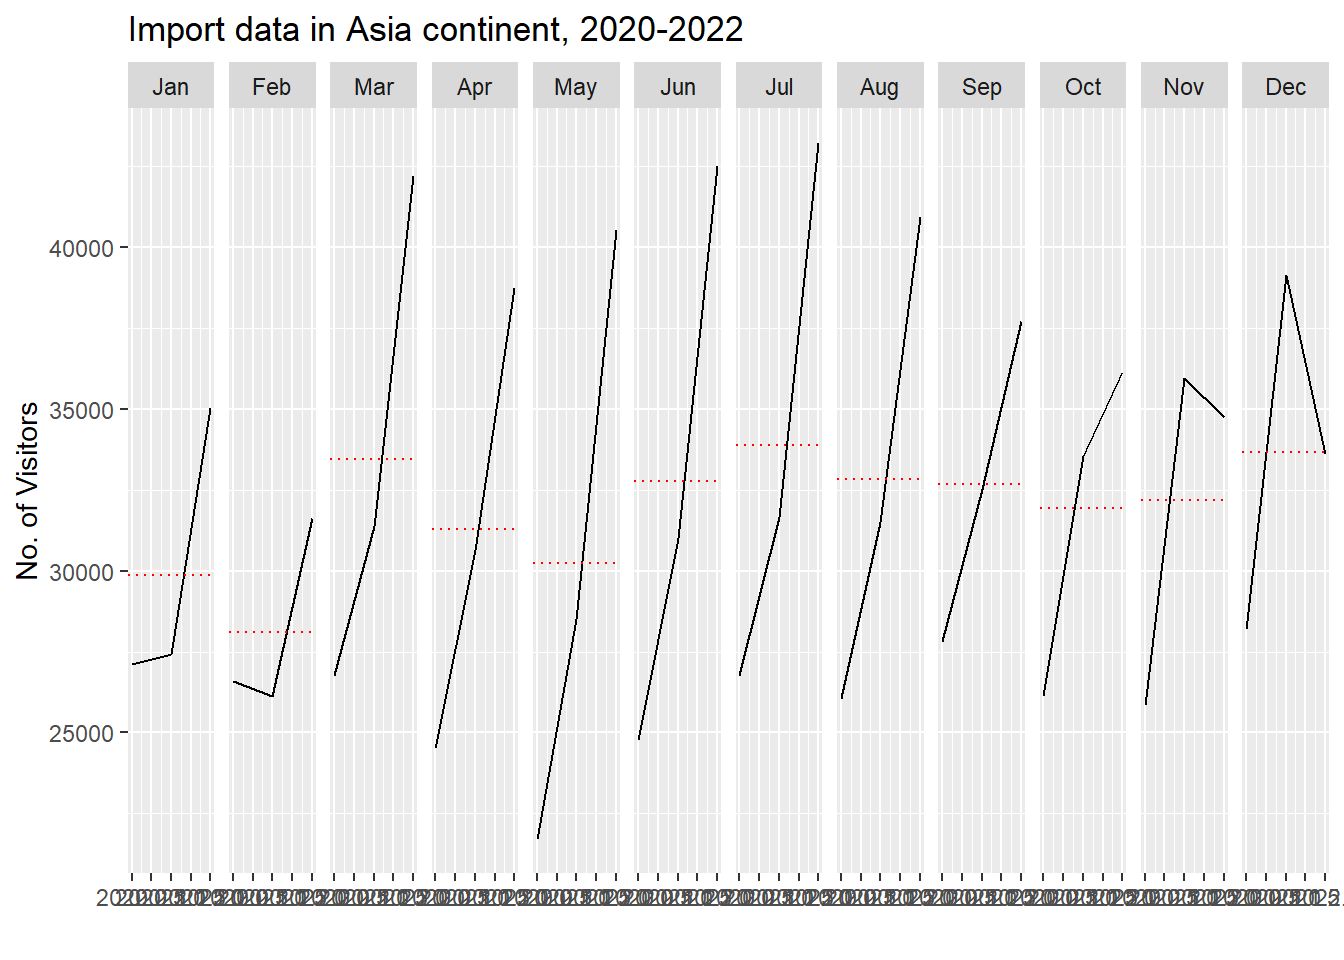 Import data in Asia continent, 2020-2022
Jan Feb Mar Apr May Jun Jul Aug Sep Oct Nov Dec
40000
35000
30000
25000
No. of Visitors